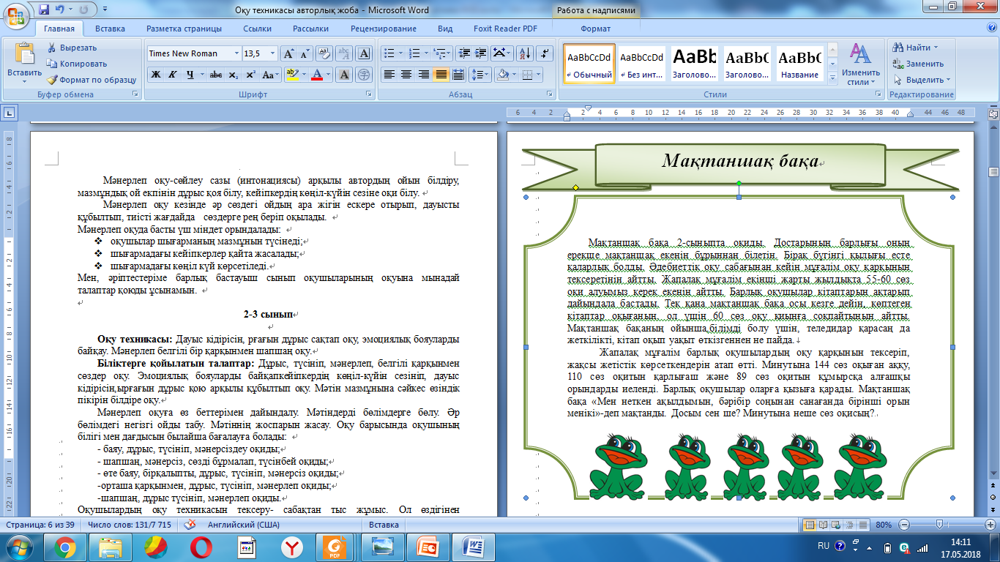 Оқу техникасы авторлық жоба - Microsoft Word
Работа с надписями
Главная
Вставка
Разметка страницы
Ссылки
Рассылки
Рецензирование
Вид
Foxit Reader PDF
Формат
Вставить
Вырезать
Копировать
Формат по образцу
Буфер обмена
Times New Roman
13,5
Ж К Ч abc x₂ x² Aa
Шрифт
Абзац
AaBbCcDd
Обычный
AaBbCcDd
Без инт...
AaBb
Заголово...
AaBbC
Заголово...
AaBbC
Название
Стили
Изменить
стили
Найти
Заменить
Выделить
Редактирование
6 4 2 2 4 6 8 10 12 14 16 18 20 22 24 26 28 30 32 34 36 38 40 44 46 48
Мәнерлеп оқу-сөйлеу сазы (интонациясы) арқылы автордың ойын білдіру,
мазмұндық ой екпінін дұрыс қоя білу, кейіпкердің көңіл-күйін сезіне оқи білу.
Мәнерлеп оқу кезінде әр сөздегі ойдың ара жігін ескере отырып, дауысты
құбылтып, тиісті жағдайда сөздерге рең беріп оқылады.
Мәнерлеп оқуда басты үш міндет орындалады:
❖ оқушылар шығарманың мазмұнын түсінеді;
❖ шығармадағы кейіпкерлер қайта жасалады;
❖ шығармадағы көңіл күй көрсетіледі.
Мен, әріптестеріме барлық бастауыш сынып оқушыларының оқуына мынадай
талаптар қоюды ұсынамын.
2-3 сынып
Оқу техникасы: Дауыс кідірісін, рғағын дұрыс сақтап оқу, эмоциялық бояуларды
байқау. Мәнерлеп белгілі бір қарқынмен шапшаң оқу.
Біліктерге қойылатын талаптар: Дұрыс, түсініп, мәнерлеп, белгілі қарқынмен
сөздер оқу. Эмоциялық бояуларды байқапкейіпкердің көңіл-күйін сезініп, дауыс
кідірісін,ырғағын дұрыс қою арқылы құбылтып оқу. Мәтін мазмұнына сәйкес өзіндік
пікірін білдіре оқу.
Мәнерлеп оқуға өз беттерімен дайындалу. Мәтіндерді бөлімдерге бөлу. Әр
бөлімдегі негізгі ойды табу. Мәтіннің жоспарын жасау. Оқу барысында оқушының
білігі мен дағдысын былайша бағалауға болады:
- баяу, дұрыс, түсініп, мәнерсіздеу оқиды;
- шапшаң, мәнерсіз, сөзді бұрмалап, түсінбей оқиды;
- өте баяу, бірқалыпты, дұрыс, түсініп, мәнерсіз оқиды;
-орташа қарқынмен, дұрыс, түсініп, мәнерлеп оқиды;
-шапшаң, дұрыс түсініп, мәнерлеп оқиды.
Оқушылардың оқу техникасын тексеру- сабақтан тыс жұмыс. Ол өздігінен
Мақтаншақ бақа
Мақтаншақ бақа 2-сыныпта оқиды. Достарының барлығы оның
ерекше мақтаншақ екенін бұрыннан білетін. Бірақ бүгінгі қылығы есте
қаларлық болды. Әдебиеттік оқу сабағынан кейін мұғалім оқу қарқынын
тексеретінін айтты. Жапалақ мұғалім екінші жарты жылдықта 55-60 сөз
оқи алуымыз керек екенін айтты. Барлық оқушылар кітаптарын ақтарып
дайындала бастады. Тек қана мақтаншақ бақа осы кезге дейін, көптеген
кітаптар оқығанын, ол үшін 60 сөз оқу қиынға соқпайтынын айтты.
Мақтаншақ бақаның ойынша,білімді болу үшін, теледидар қарасаң да
жеткілікті, кітап оқып уақыт өткізгеннен не пайда.
Жапалақ мұғалім барлық оқушылардың оқу қарқынын тексеріп,
жақсы жетістік көрсеткендерін атап өтті. Минутына 144 сөз оқыған аққу,
110 сөз оқитын қарлығаш және 89 сөз оқитын құмырсқа алғашқы
орындарды иеленді. Барлық оқушылар оларға қызыға қарады. Мақтаншақ
бақа «Мен неткен ақылдымын, бәрібір соңынан санағанда бірінші орын
менікі»-деп мақтанды. Досым сен ше? Минутына неше сөз оқисың?
Страница: 6 из 39
Число слов: 131/7 715
Английский (США)
Вставка
80%
PDF
RU
14:11
17.05.2018